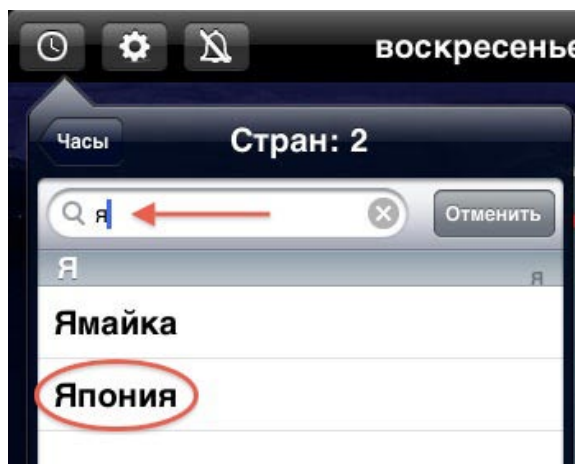 воскресенье
Часы
Стран: 2
я
Отменить
Я
я
Ямайка
Япония